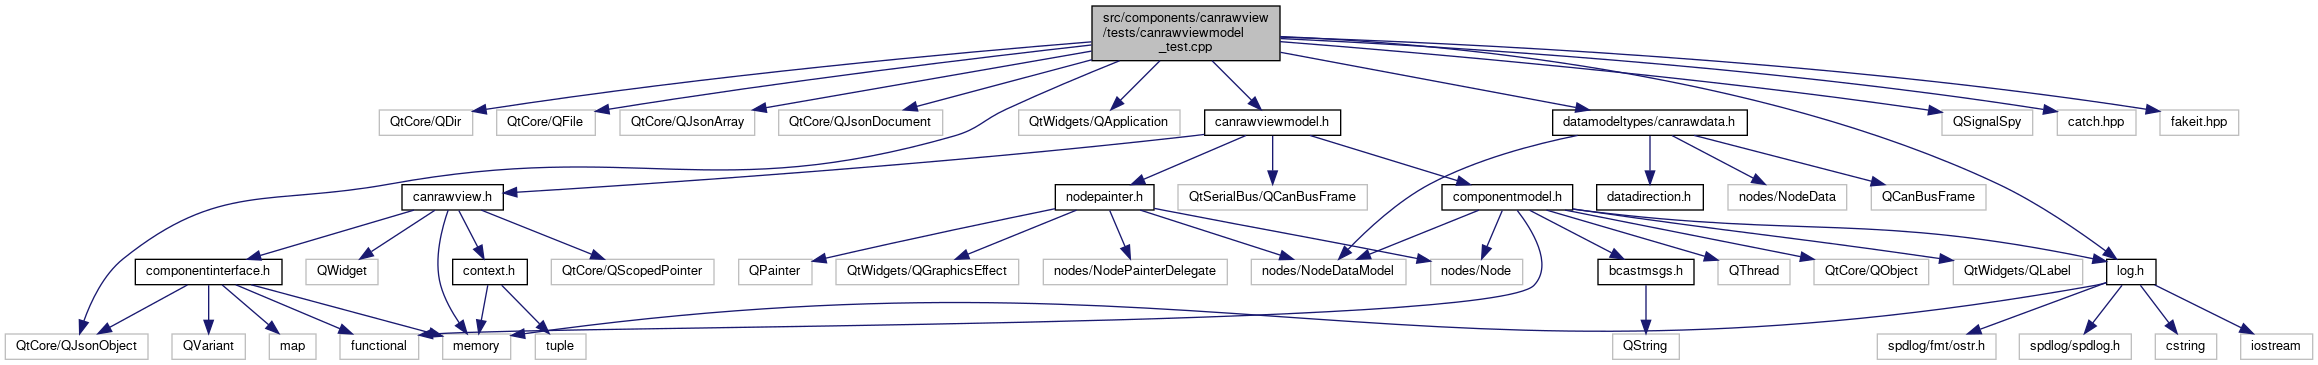 src/components/canrawview
/tests/canrawviewmodel
_test.cpp
QtCore/QDir
QtCore/QFile
QtCore/QJsonArray
QtCore/QJsonDocument
QtWidgets/QApplication
canrawviewmodel.h
datamodeltypes/canrawdata.h
QSignalSpy
catch.hpp
fakeit.hpp
canrawview.h
nodepainter.h
QtSerialBus/QCanBusFrame
componentmodel.h
datadirection.h
nodes/NodeData
QCanBusFrame
componentinterface.h
QWidget
context.h
QtCore/QScopedPointer
QPainter
QtWidgets/QGraphicsEffect
nodes/NodePainterDelegate
nodes/NodeDataModel
nodes/Node
bcastmsgs.h
QThread
QtCore/QObject
QtWidgets/QLabel
log.h
QtCore/QJsonObject
QVariant
map
functional
memory
tuple
QString
spdlog/fmt/ostr.h
spdlog/spdlog.h
cstring
iostream